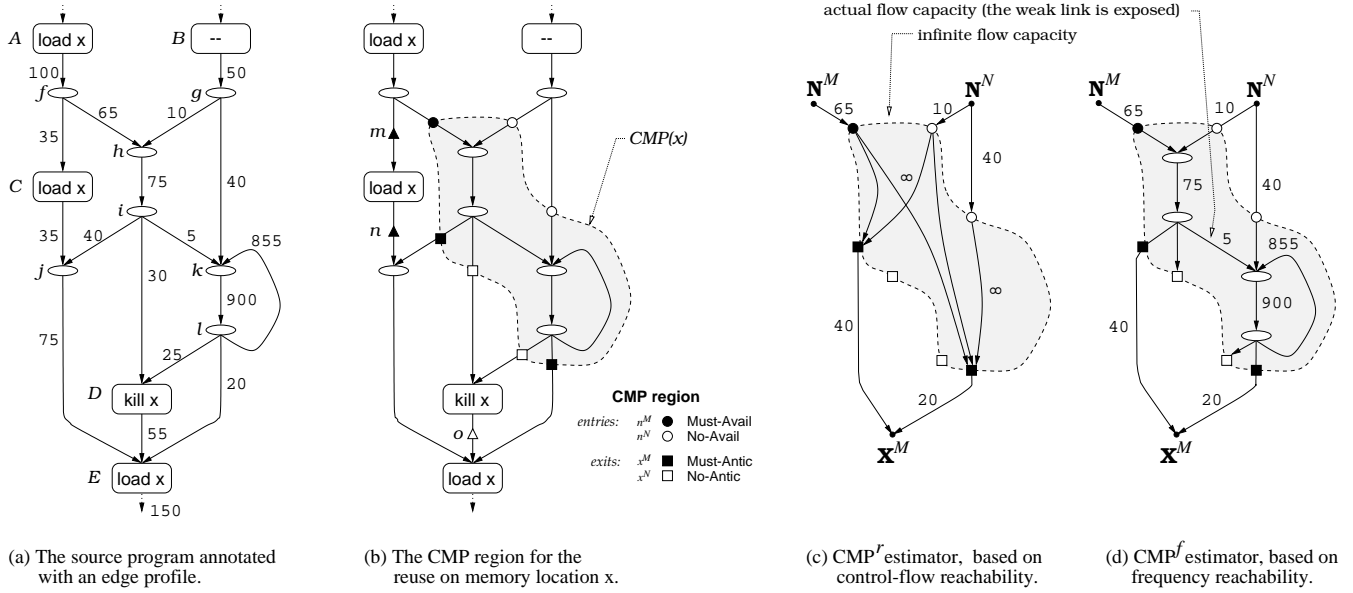 A
load x
B
--
100
50
f
g
65
10
35
h
C
load x
75
40
i
35
40
5
855
j
k
30
900
l
75
25
20
D
kill x
55
E
load x
150
(a) The source program annotated
with an edge profile.
load x
--
m
CMP(x)
load x
n
kill x
o
load x
CMP region
entries: n^M Must-Avail
n^N No-Avail
exits: x^M Must-Antic
x^N No-Antic
(b) The CMP region for the
reuse on memory location x.
actual flow capacity (the weak link is exposed)
infinite flow capacity
N^M
N^N
65
10
∞
40
∞
40
20
X^M
(c) CMP^r estimator, based on
control-flow reachability.
N^M
N^N
65
10
75
40
5
855
900
40
20
X^M
(d) CMP^f estimator, based on
frequency reachability.